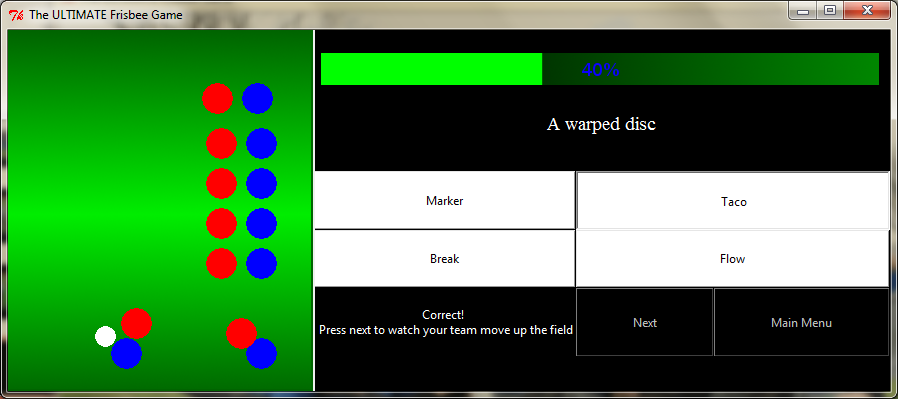 The ULTIMATE Frisbee Game
40%
A warped disc
Marker
Taco
Break
Flow
Correct!
Press next to watch your team move up the field
Next
Main Menu